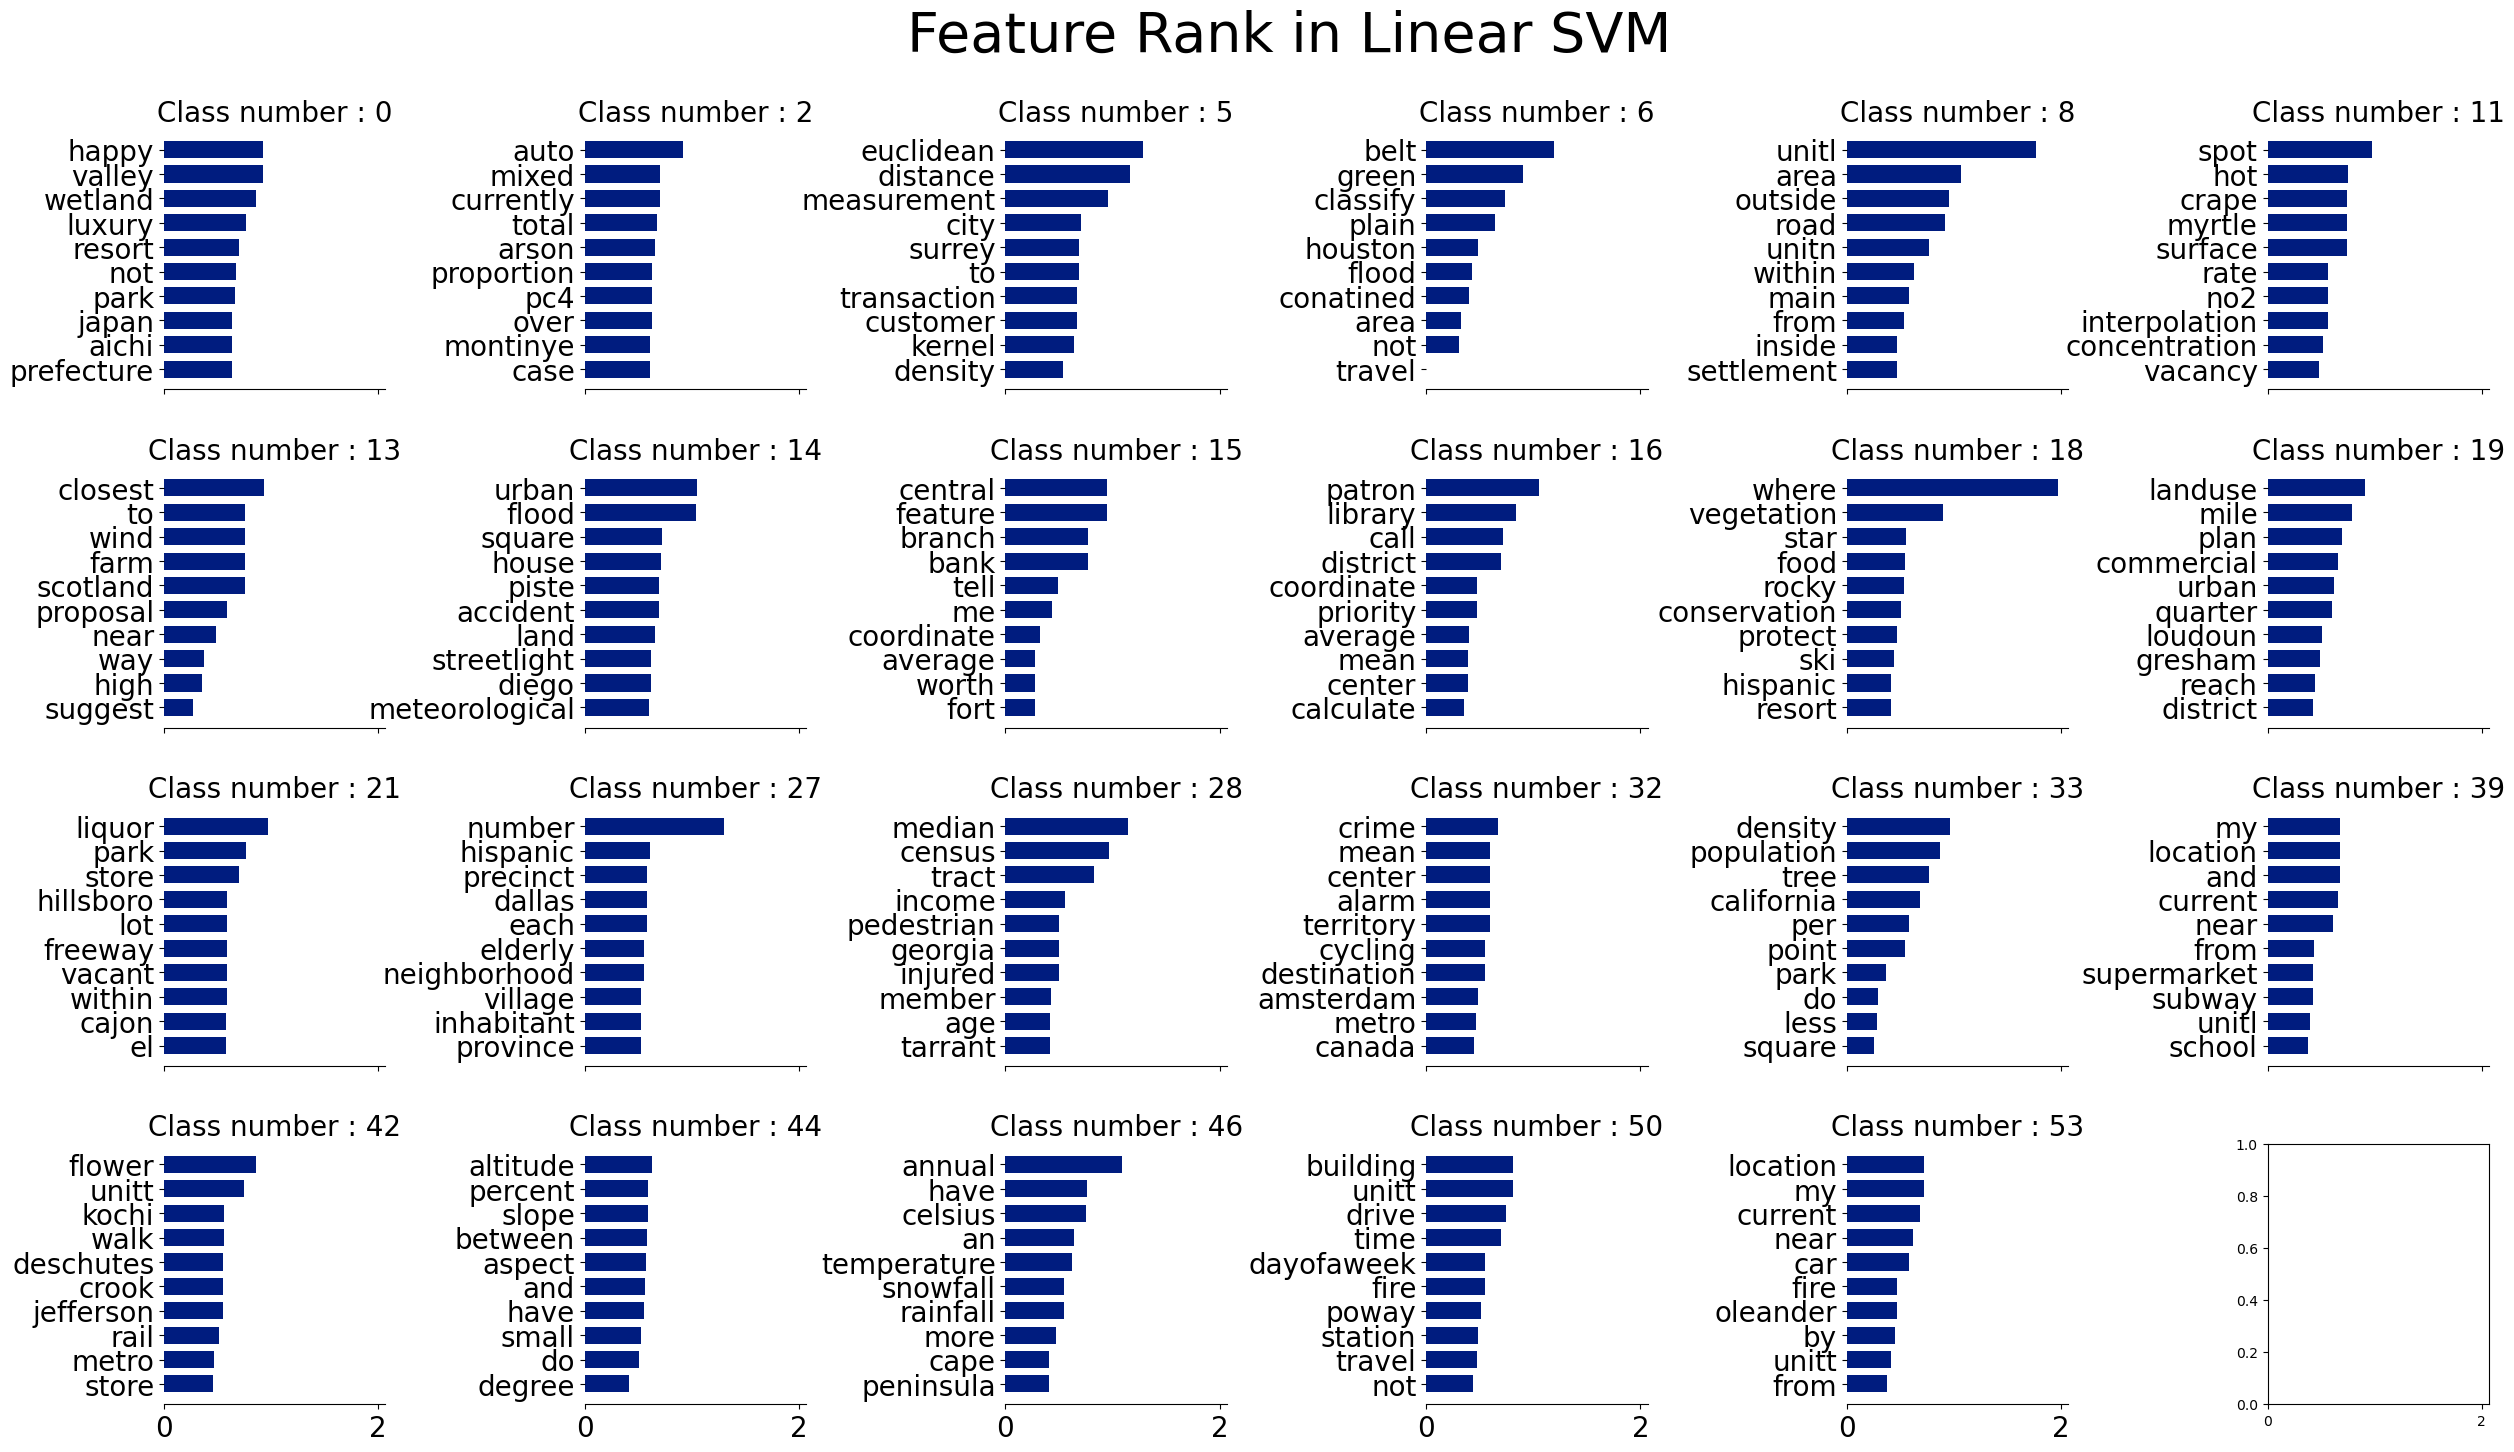 Feature Rank in Linear SVM
Class number : 0
happy
valley
wetland
luxury
resort
not
park
japan
aichi
prefecture
Class number : 2
auto
mixed
currently
total
arson
proportion
pc4
over
montinye
case
Class number : 5
euclidean
distance
measurement
city
surrey
to
transaction
customer
kernel
density
Class number : 6
belt
green
classify
plain
houston
flood
conatined
area
not
travel
Class number : 8
unitl
area
outside
road
unitn
within
main
from
inside
settlement
Class number : 11
spot
hot
crape
myrtle
surface
rate
no2
interpolation
concentration
vacancy
Class number : 13
closest
to
wind
farm
scotland
proposal
near
way
high
suggest
Class number : 14
urban
flood
square
house
piste
accident
land
streetlight
diego
meteorological
Class number : 15
central
feature
branch
bank
tell
me
coordinate
average
worth
fort
Class number : 16
patron
library
call
district
coordinate
priority
average
mean
center
calculate
Class number : 18
where
vegetation
star
food
rocky
conservation
protect
ski
hispanic
resort
Class number : 19
landuse
mile
plan
commercial
urban
quarter
loudoun
gresham
reach
district
Class number : 21
liquor
park
store
hillsboro
lot
freeway
vacant
within
cajon
el
Class number : 27
number
hispanic
precinct
dallas
each
elderly
neighborhood
village
inhabitant
province
Class number : 28
median
census
tract
income
pedestrian
georgia
injured
member
age
tarrant
Class number : 32
crime
mean
center
alarm
territory
cycling
destination
amsterdam
metro
canada
Class number : 33
density
population
tree
california
per
point
park
do
less
square
Class number : 39
my
location
and
current
near
from
supermarket
subway
unitl
school
Class number : 42
flower
unitt
kochi
walk
deschutes
crook
jefferson
rail
metro
store
0 2
Class number : 44
altitude
percent
slope
between
aspect
and
have
small
do
degree
0 2
Class number : 46
annual
have
celsius
an
temperature
snowfall
rainfall
more
cape
peninsula
0 2
Class number : 50
building
unitt
drive
time
dayofaweek
fire
poway
station
travel
not
0 2
Class number : 53
location
my
current
near
car
fire
oleander
by
unitt
from
0 2
1.0
0.8
0.6
0.4
0.2
0.0
0 2